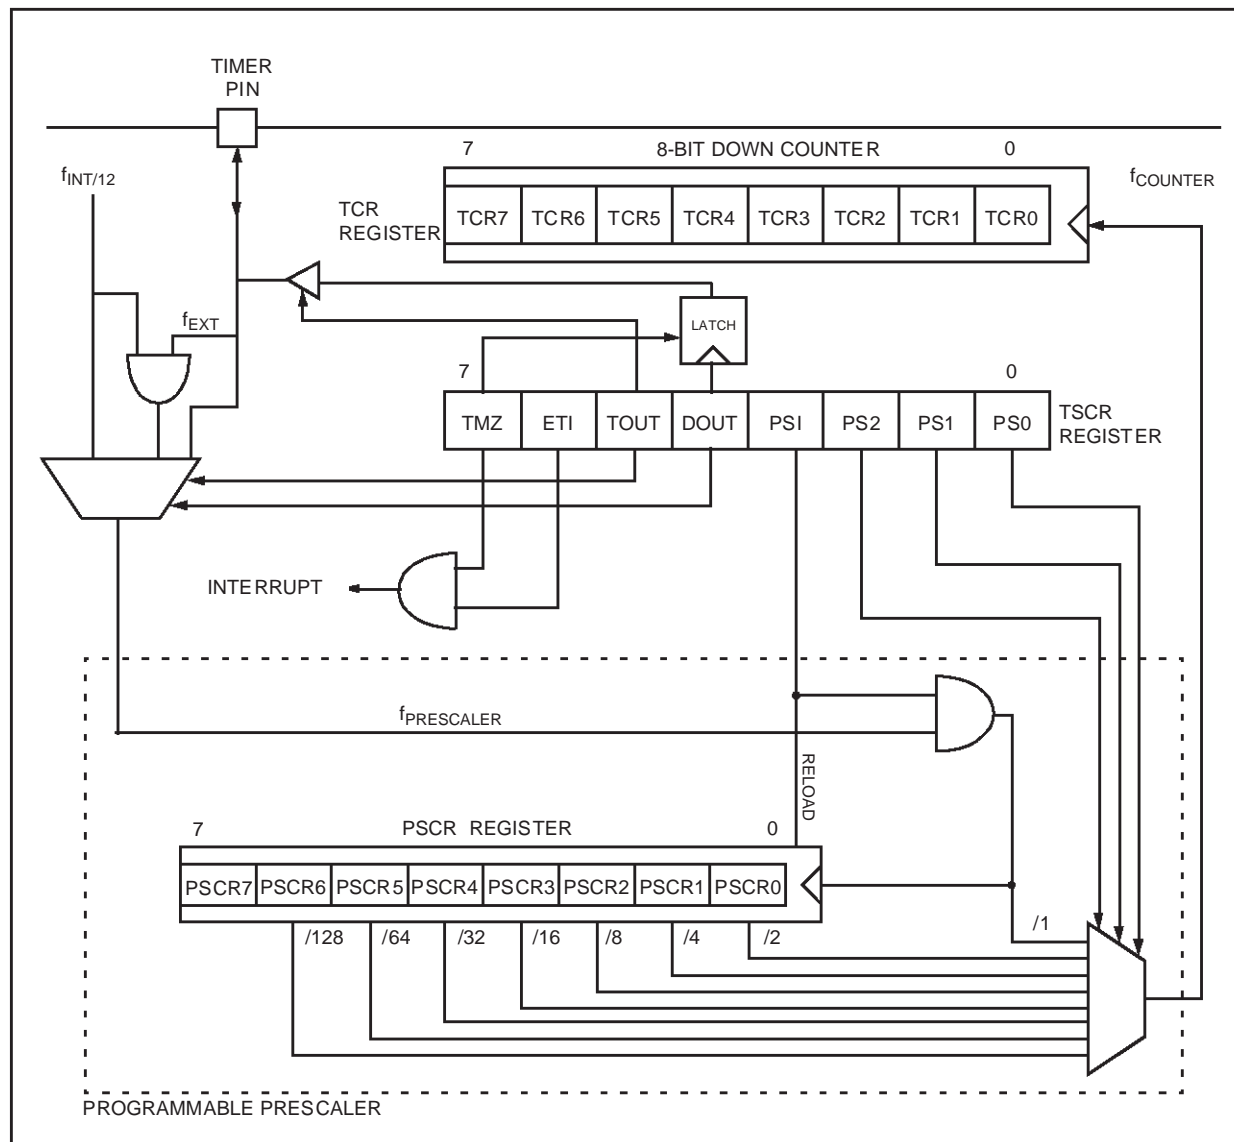 TIMER
PIN
7 8-BIT DOWN COUNTER 0
fINT/12
fCOUNTER
TCR
REGISTER
TCR7 TCR6 TCR5 TCR4 TCR3 TCR2 TCR1 TCR0
fEXT
LATCH
7 0
TMZ ETI TOUT DOUT PSI PS2 PS1 PS0
TSCR
REGISTER
INTERRUPT
fPRESCALER
RELOAD
7 PSCR REGISTER 0
PSCR7 PSCR6 PSCR5 PSCR4 PSCR3 PSCR2 PSCR1 PSCR0
/128 /64 /32 /16 /8 /4 /2 /1
PROGRAMMABLE PRESCALER